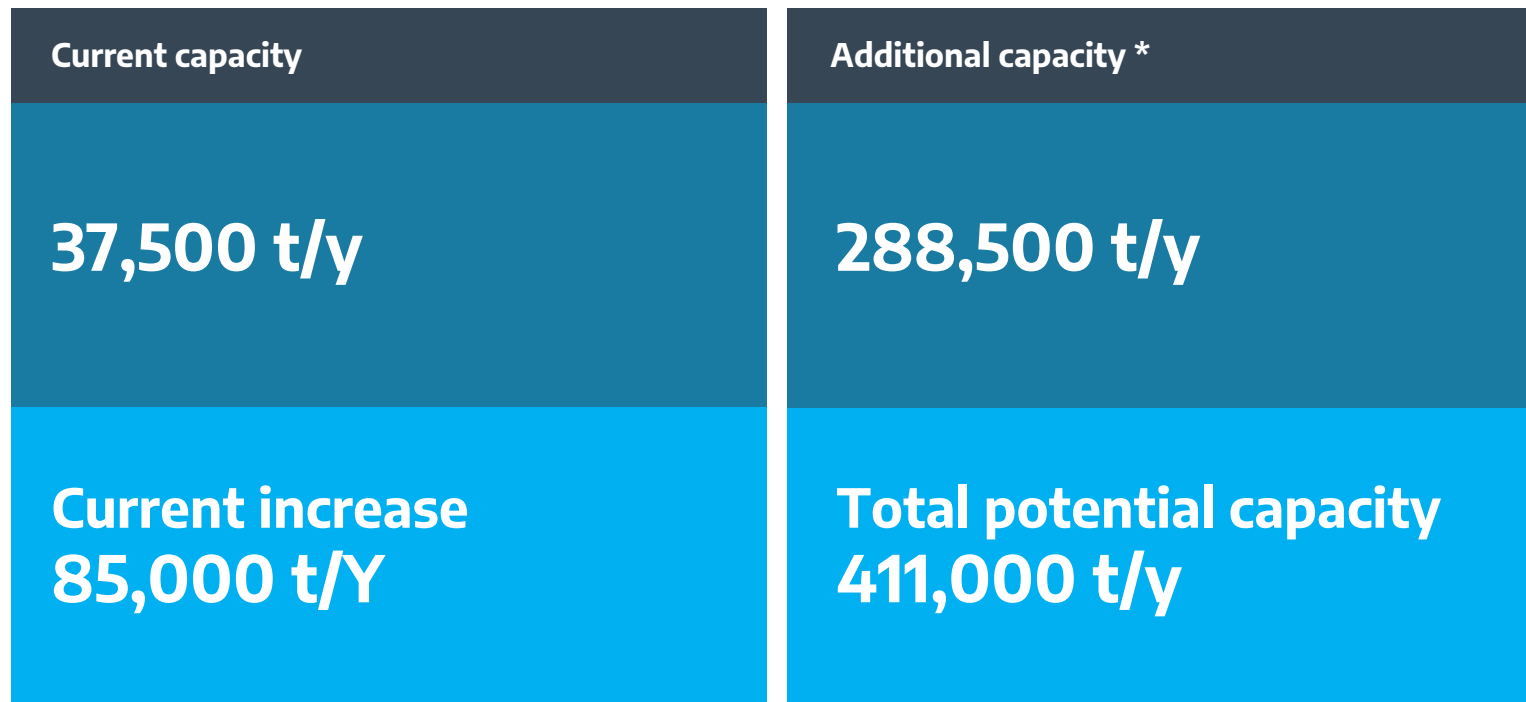 Current capacity
37,500 t/y
Current increase
85,000 t/Y
Additional capacity *
288,500 t/y
Total potential capacity
411,000 t/y